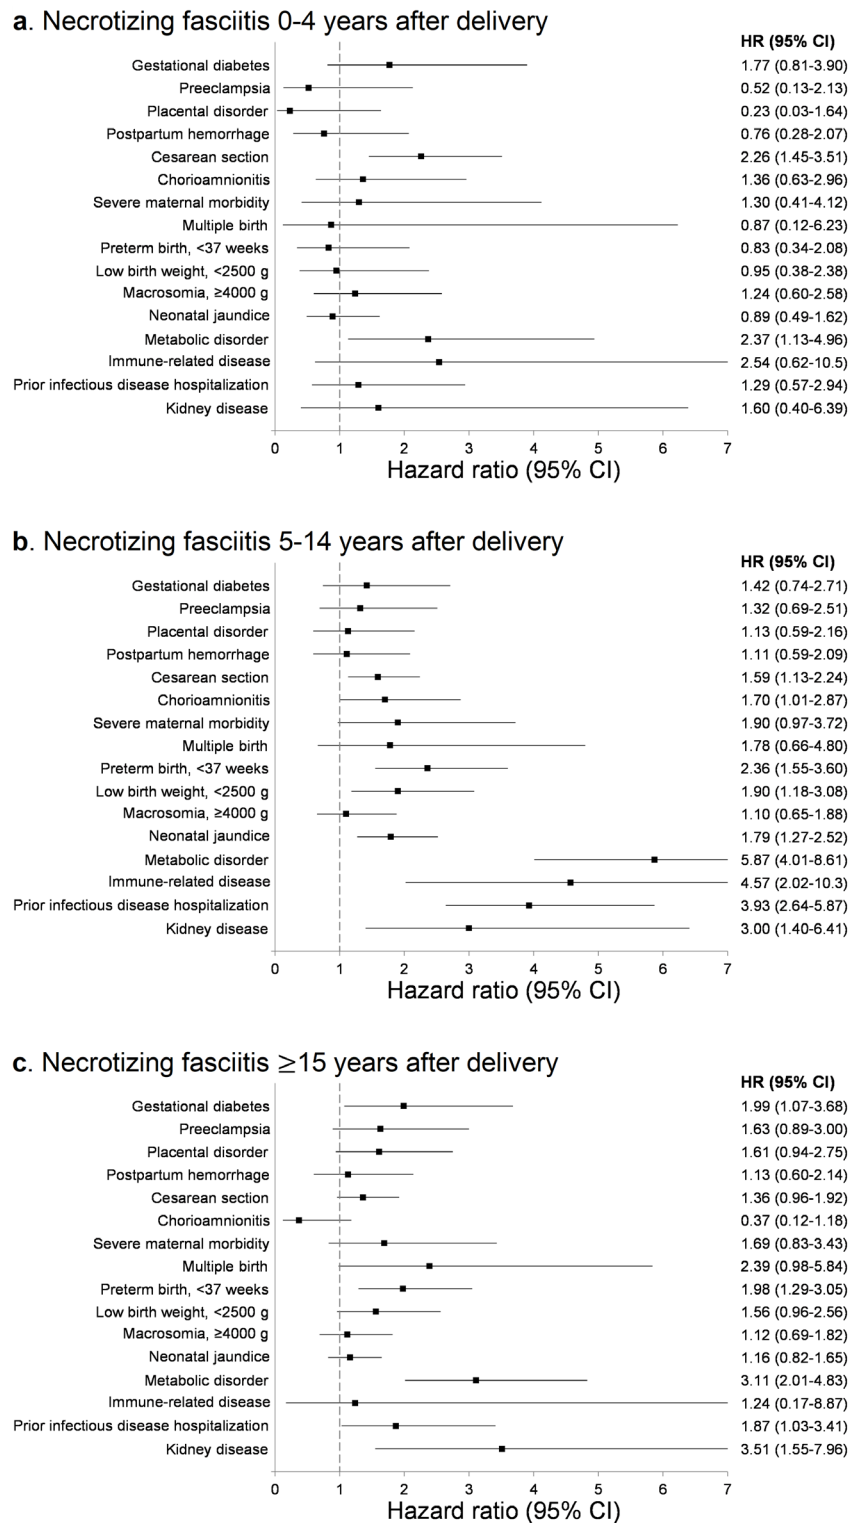 a. Necrotizing fasciitis 0-4 years after delivery
HR (95% CI)
Gestational diabetes 1.77 (0.81-3.90)
Preeclampsia 0.52 (0.13-2.13)
Placental disorder 0.23 (0.03-1.64)
Postpartum hemorrhage 0.76 (0.28-2.07)
Cesarean section 2.26 (1.45-3.51)
Chorioamnionitis 1.36 (0.63-2.96)
Severe maternal morbidity 1.30 (0.41-4.12)
Multiple birth 0.87 (0.12-6.23)
Preterm birth, <37 weeks 0.83 (0.34-2.08)
Low birth weight, <2500 g 0.95 (0.38-2.38)
Macrosomia, ≥4000 g 1.24 (0.60-2.58)
Neonatal jaundice 0.89 (0.49-1.62)
Metabolic disorder 2.37 (1.13-4.96)
Immune-related disease 2.54 (0.62-10.5)
Prior infectious disease hospitalization 1.29 (0.57-2.94)
Kidney disease 1.60 (0.40-6.39)
0 1 2 3 4 5 6 7
Hazard ratio (95% CI)
b. Necrotizing fasciitis 5-14 years after delivery
HR (95% CI)
Gestational diabetes 1.42 (0.74-2.71)
Preeclampsia 1.32 (0.69-2.51)
Placental disorder 1.13 (0.59-2.16)
Postpartum hemorrhage 1.11 (0.59-2.09)
Cesarean section 1.59 (1.13-2.24)
Chorioamnionitis 1.70 (1.01-2.87)
Severe maternal morbidity 1.90 (0.97-3.72)
Multiple birth 1.78 (0.66-4.80)
Preterm birth, <37 weeks 2.36 (1.55-3.60)
Low birth weight, <2500 g 1.90 (1.18-3.08)
Macrosomia, ≥4000 g 1.10 (0.65-1.88)
Neonatal jaundice 1.79 (1.27-2.52)
Metabolic disorder 5.87 (4.01-8.61)
Immune-related disease 4.57 (2.02-10.3)
Prior infectious disease hospitalization 3.93 (2.64-5.87)
Kidney disease 3.00 (1.40-6.41)
0 1 2 3 4 5 6 7
Hazard ratio (95% CI)
c. Necrotizing fasciitis ≥15 years after delivery
HR (95% CI)
Gestational diabetes 1.99 (1.07-3.68)
Preeclampsia 1.63 (0.89-3.00)
Placental disorder 1.61 (0.94-2.75)
Postpartum hemorrhage 1.13 (0.60-2.14)
Cesarean section 1.36 (0.96-1.92)
Chorioamnionitis 0.37 (0.12-1.18)
Severe maternal morbidity 1.69 (0.83-3.43)
Multiple birth 2.39 (0.98-5.84)
Preterm birth, <37 weeks 1.98 (1.29-3.05)
Low birth weight, <2500 g 1.56 (0.96-2.56)
Macrosomia, ≥4000 g 1.12 (0.69-1.82)
Neonatal jaundice 1.16 (0.82-1.65)
Metabolic disorder 3.11 (2.01-4.83)
Immune-related disease 1.24 (0.17-8.87)
Prior infectious disease hospitalization 1.87 (1.03-3.41)
Kidney disease 3.51 (1.55-7.96)
0 1 2 3 4 5 6 7
Hazard ratio (95% CI)